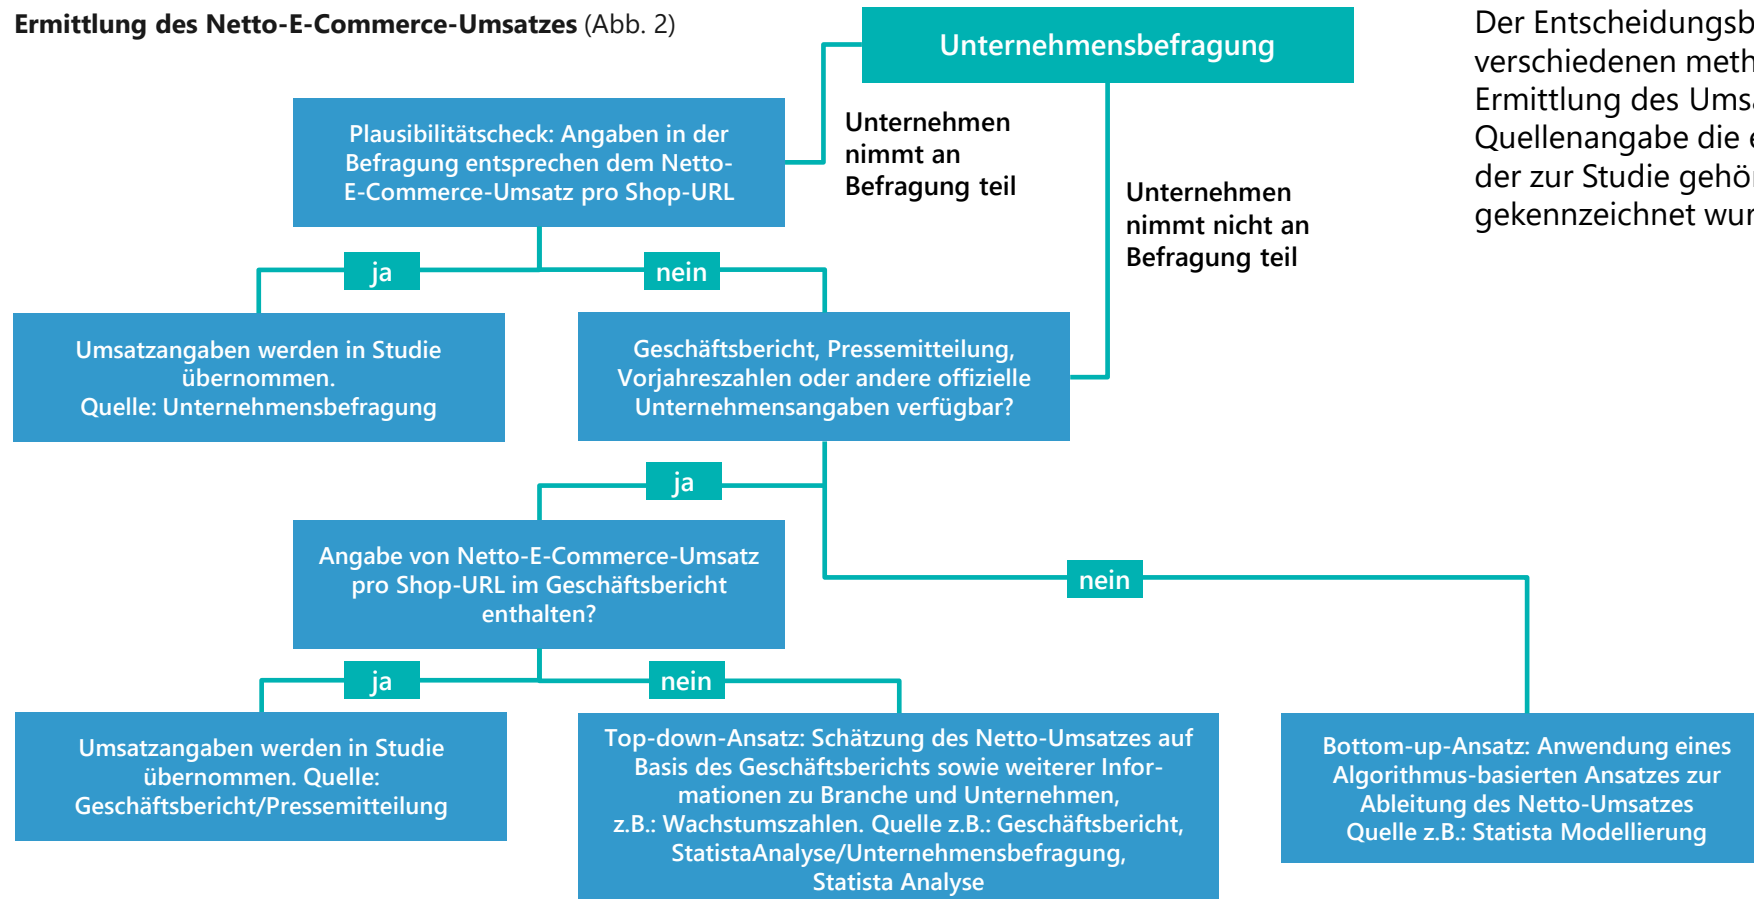 Ermittlung des Netto-E-Commerce-Umsatzes (Abb. 2)
Unternehmensbefragung
Plausibilitätscheck: Angaben in der
Befragung entsprechen dem Netto-
E-Commerce-Umsatz pro Shop-URL
Unternehmen
nimmt an
Befragung teil
Unternehmen
nimmt nicht an
Befragung teil
ja
nein
Umsatzangaben werden in Studie
übernommen.
Quelle: Unternehmensbefragung
Geschäftsbericht, Pressemitteilung,
Vorjahreszahlen oder andere offizielle
Unternehmensangaben verfügbar?
ja
nein
Angabe von Netto-E-Commerce-Umsatz
pro Shop-URL im Geschäftsbericht
enthalten?
ja
nein
Umsatzangaben werden in Studie
übernommen. Quelle:
Geschäftsbericht/Pressemitteilung
Top-down-Ansatz: Schätzung des Netto-Umsatzes auf
Basis des Geschäftsberichts sowie weiterer Infor-
mationen zu Branche und Unternehmen,
z.B.: Wachstumszahlen. Quelle z.B.: Geschäftsbericht,
StatistaAnalyse/Unternehmensbefragung,
Statista Analyse
Bottom-up-Ansatz: Anwendung eines
Algorithmus-basierten Ansatzes zur
Ableitung des Netto-Umsatzes
Quelle z.B.: Statista Modellierung
Der
verschiedenen
Ermittlung des
Quellenangabe die
der zur Studie
gekennzeichnet